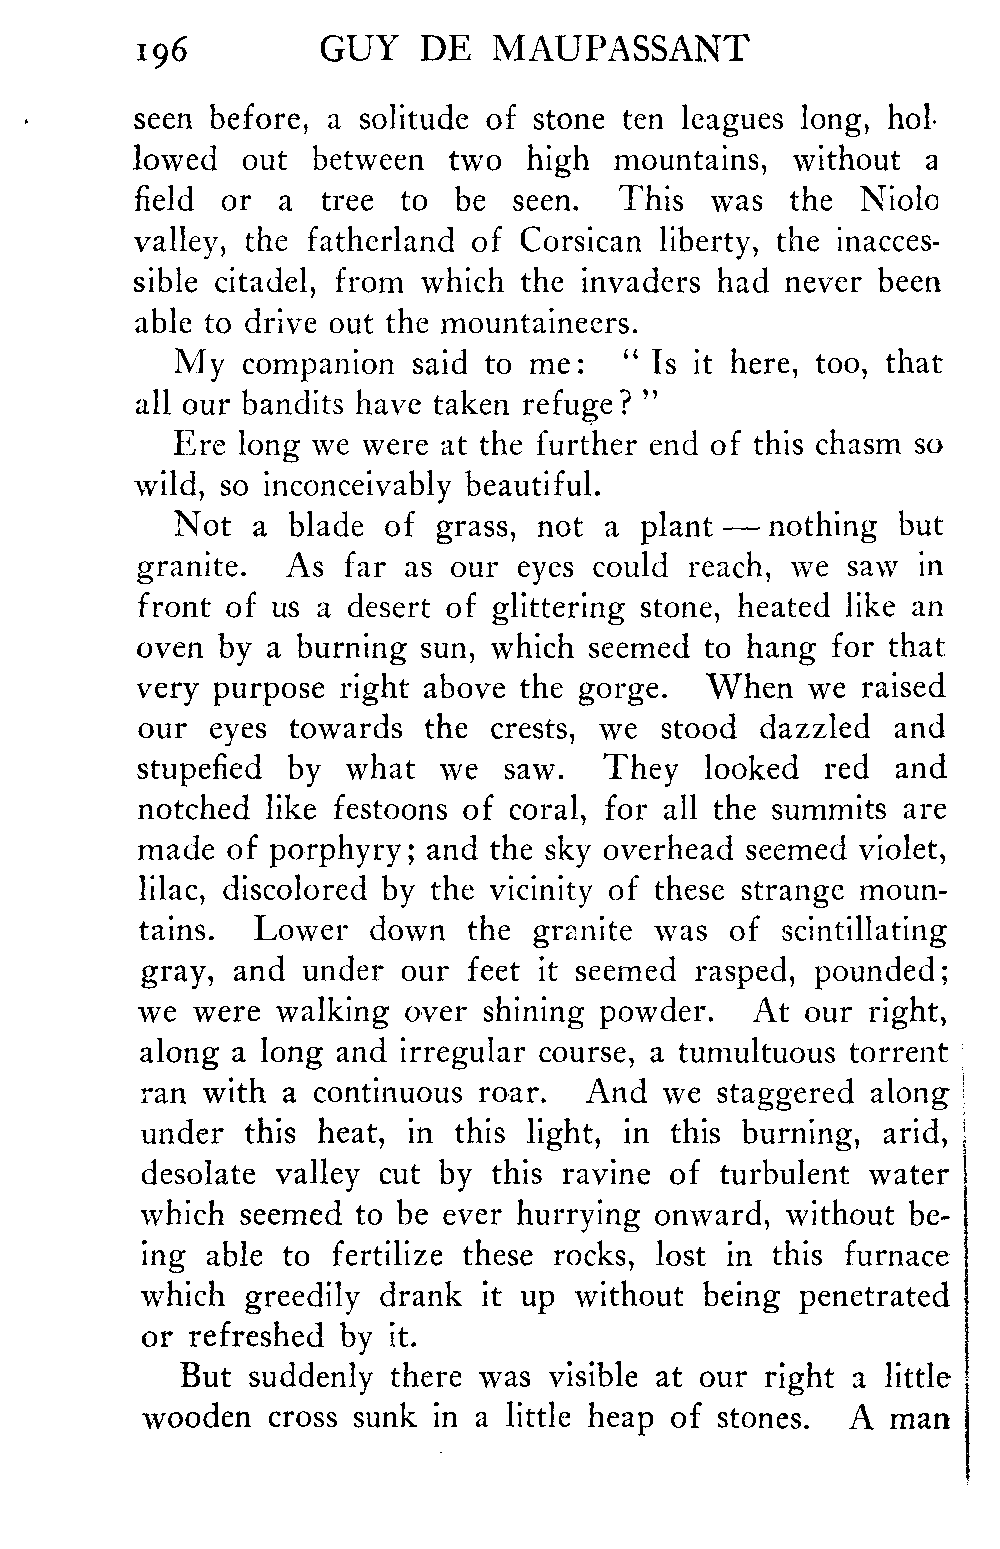 196 GUY DE MAUPASSANT
seen before, a solitude of stone ten leagues long, hol-
lowed out between two high mountains, without a
field or a tree to be seen. This was the Niolo
valley, the fatherland of Corsican liberty, the inacces-
sible citadel, from which the invaders had never been
able to drive out the mountaineers.
My companion said to me: " Is it here, too, that
all our bandits have taken refuge? "
Ere long we were at the further end of this chasm so
wild, so inconceivably beautiful.
Not a blade of grass, not a plant — nothing but
granite. As far as our eyes could reach, we saw in
front of us a desert of glittering stone, heated like an
oven by a burning sun, which seemed to hang for that
very purpose right above the gorge. When we raised
our eyes towards the crests, we stood dazzled and
stupefied by what we saw. They looked red and
notched like festoons of coral, for all the summits are
made of porphyry; and the sky overhead seemed violet,
lilac, discolored by the vicinity of these strange moun-
tains. Lower down the granite was of scintillating
gray, and under our feet it seemed rasped, pounded;
we were walking over shining powder. At our right,
along a long and irregular course, a tumultuous torrent
ran with a continuous roar. And we staggered along
under this heat, in this light, in this burning, arid,
desolate valley cut by this ravine of turbulent water
which seemed to be ever hurrying onward, without be-
ing able to fertilize these rocks, lost in this furnace
which greedily drank it up without being penetrated
or refreshed by it.
But suddenly there was visible at our right a little
wooden cross sunk in a little heap of stones. A man